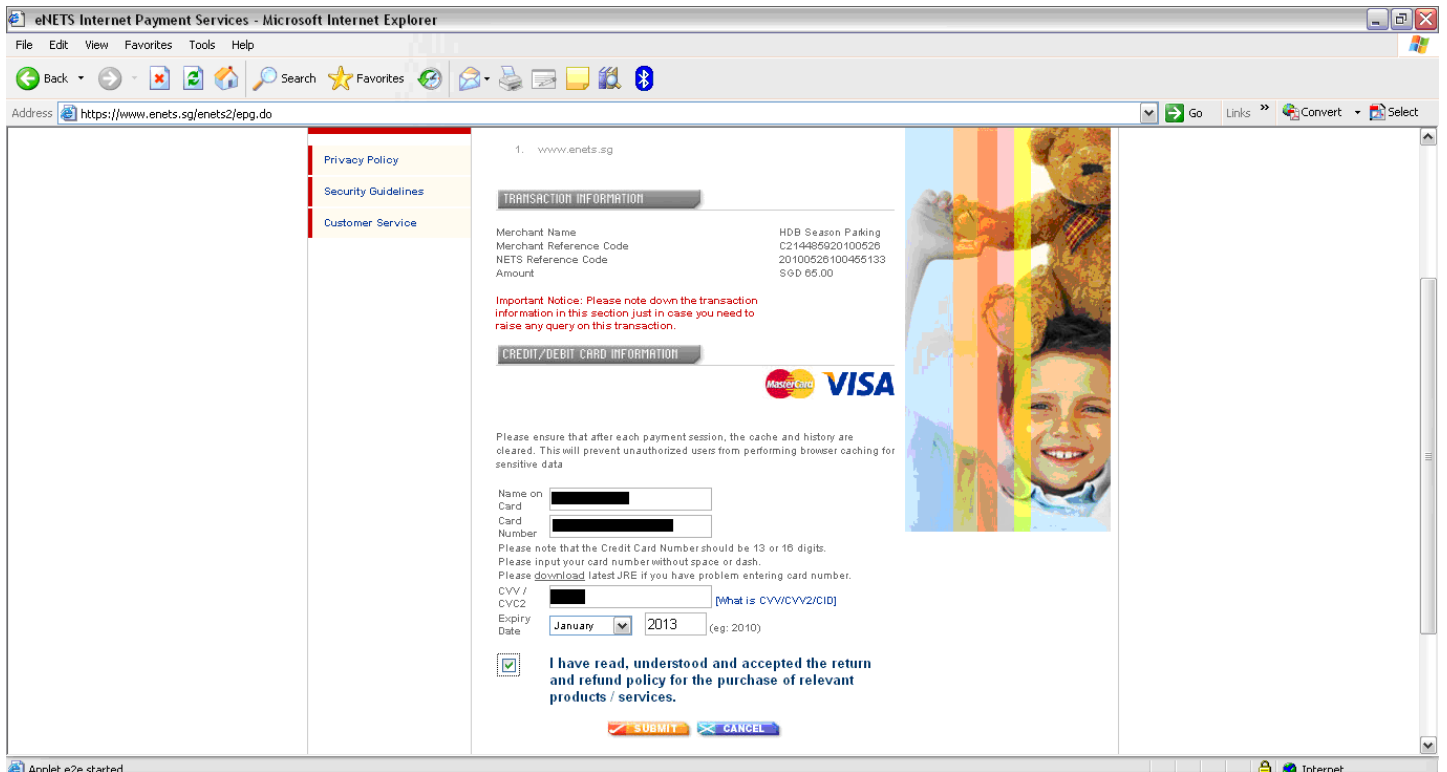 eNETS Internet Payment Services - Microsoft Internet Explorer
File Edit View Favorites Tools Help
Back Search Favorites
Address https://www.enets.sg/enets2/epg.do Go Links » Convert Select
Privacy Policy
Security Guidelines
Customer Service
1. www.enets.sg
TRANSACTION INFORMATION
Merchant Name HDB Season Parking
Merchant Reference Code C214485920100526
NETS Reference Code 20100526100455133
Amount SGD 65.00
Important Notice: Please note down the transaction
information in this section just in case you need to
raise any query on this transaction.
CREDIT/DEBIT CARD INFORMATION
MasterCard VISA
Please ensure that after each payment session, the cache and history are
cleared. This will prevent unauthorized users from performing browser caching for
sensitive data
Name on
Card
Card
Number
Please note that the Credit Card Number should be 13 or 16 digits.
Please input your card number without space or dash.
Please download latest JRE if you have problem entering card number.
CVV /
CVC2 [What is CVV/CVV2/CID]
Expiry
Date January 2013 (eg: 2010)
I have read, understood and accepted the return
and refund policy for the purchase of relevant
products / services.
SUBMIT CANCEL
Applet e2e started Internet